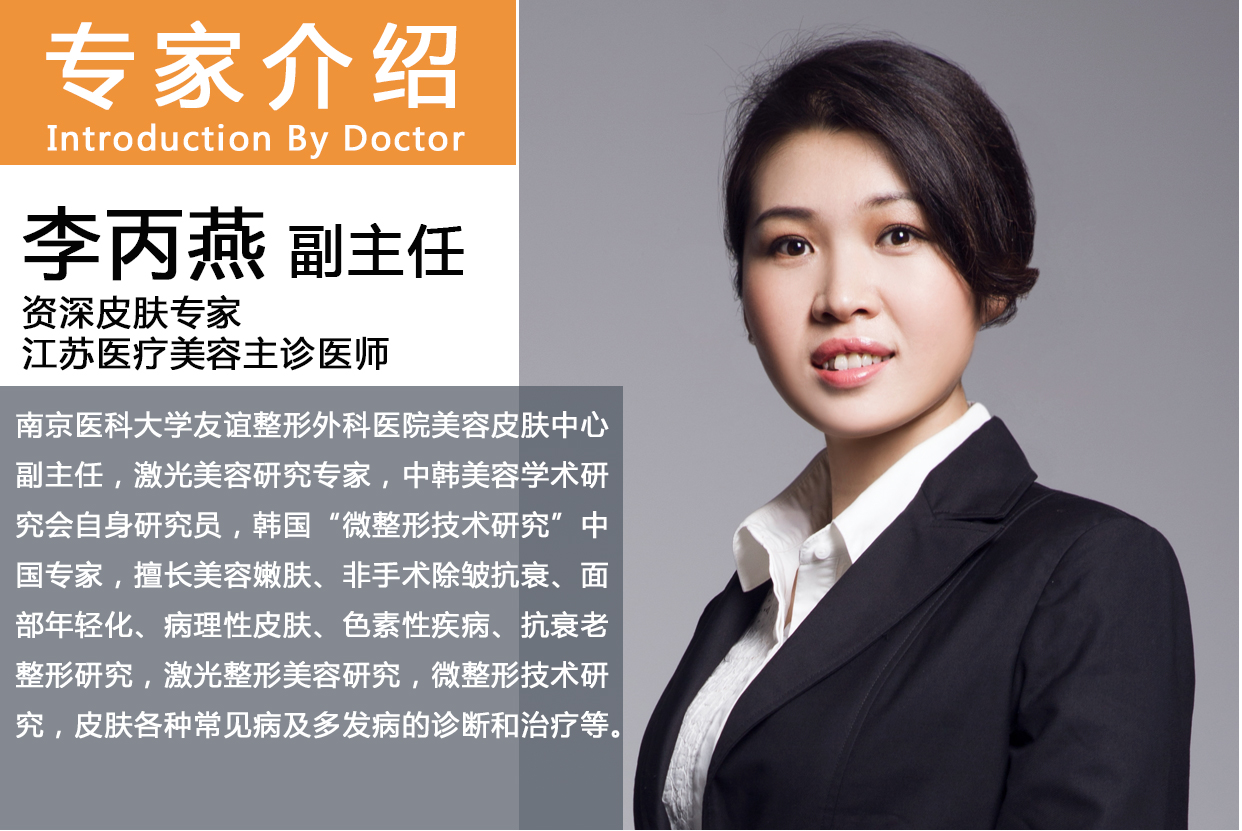 专家介绍
Introduction By Doctor
李丙燕 副主任
资深皮肤专家
江苏医疗美容主诊医师
南京医科大学友谊整形外科医院美容皮肤中心
副主任，激光美容研究专家，中韩美容学术研
究会自身研究员，韩国“微整形技术研究”中
国专家，擅长美容嫩肤、非手术除皱抗衰、面
部年轻化、病理性皮肤、色素性疾病、抗衰老
整形研究，激光整形美容研究，微整形技术研
究，皮肤各种常见病及多发病的诊断和治疗等。